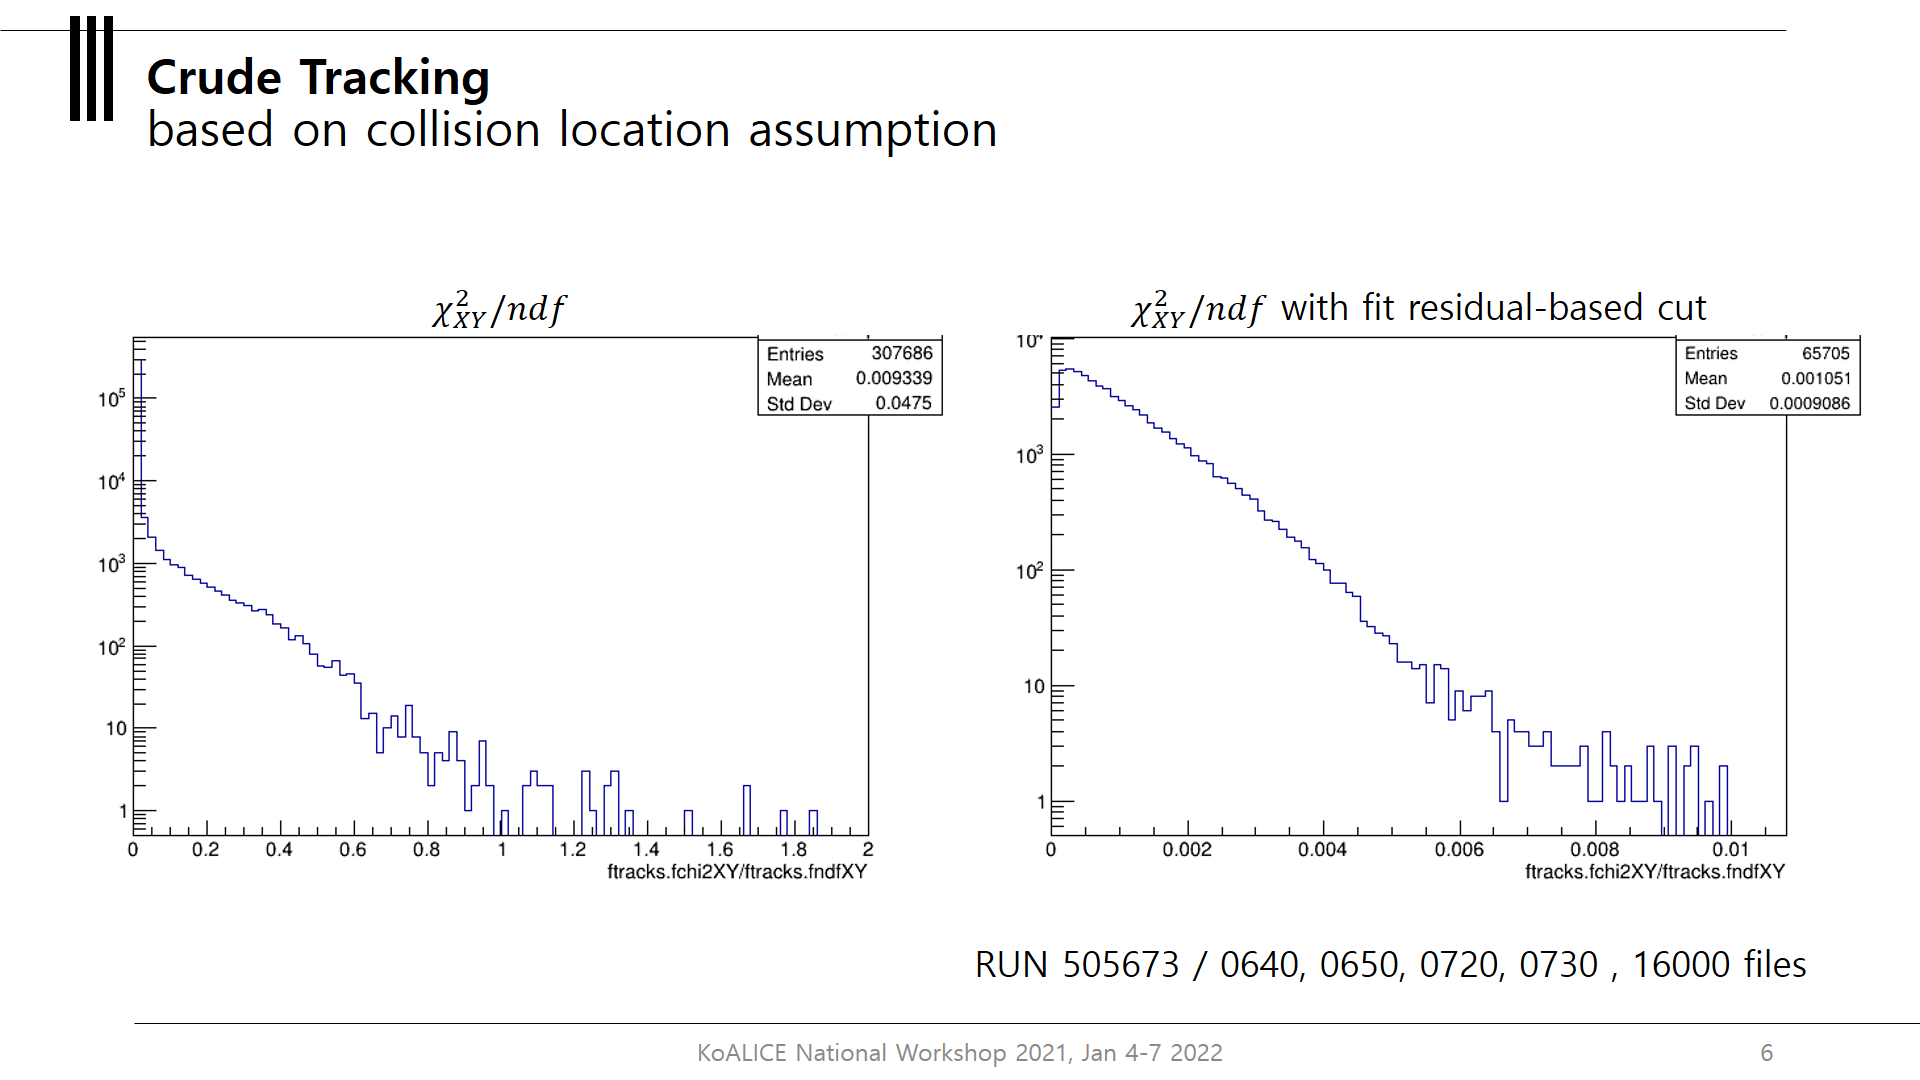 Crude Tracking
based on collision location assumption
χ²_XY/ndf
Entries 307686
Mean 0.009339
Std Dev 0.0475
10⁵
10⁴
10³
10²
10
1
0 0.2 0.4 0.6 0.8 1 1.2 1.4 1.6 1.8 2
ftracks.fchi2XY/ftracks.fndfXY
χ²_XY/ndf with fit residual-based cut
Entries 65705
Mean 0.001051
Std Dev 0.0009086
10⁴
10³
10²
10
1
0 0.002 0.004 0.006 0.008 0.01
ftracks.fchi2XY/ftracks.fndfXY
RUN 505673 / 0640, 0650, 0720, 0730 , 16000 files
KoALICE National Workshop 2021, Jan 4-7 2022
6